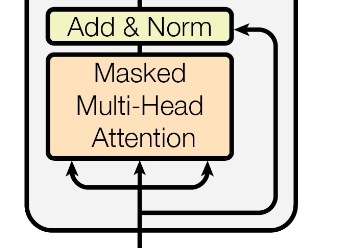 Add & Norm
Masked
Multi-Head
Attention